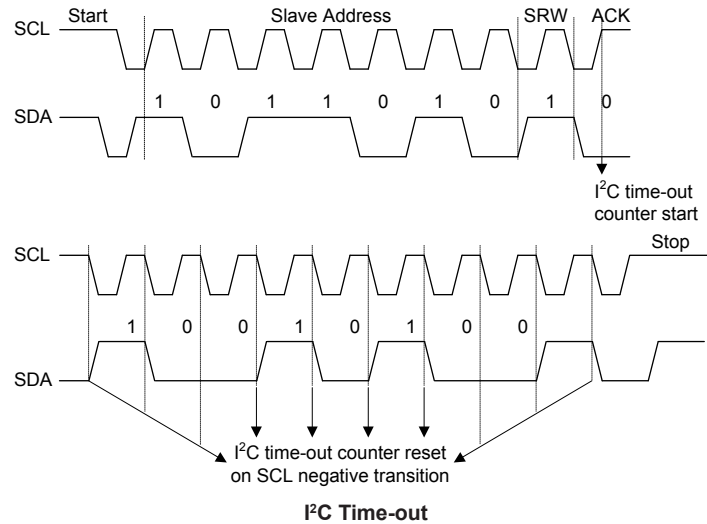 Start Slave Address SRW ACK
SCL
1 0 1 1 0 1 0 1 0
SDA
I²C time-out
counter start
Stop
SCL
1 0 0 1 0 1 0 0
SDA
I²C time-out counter reset
on SCL negative transition
I²C Time-out